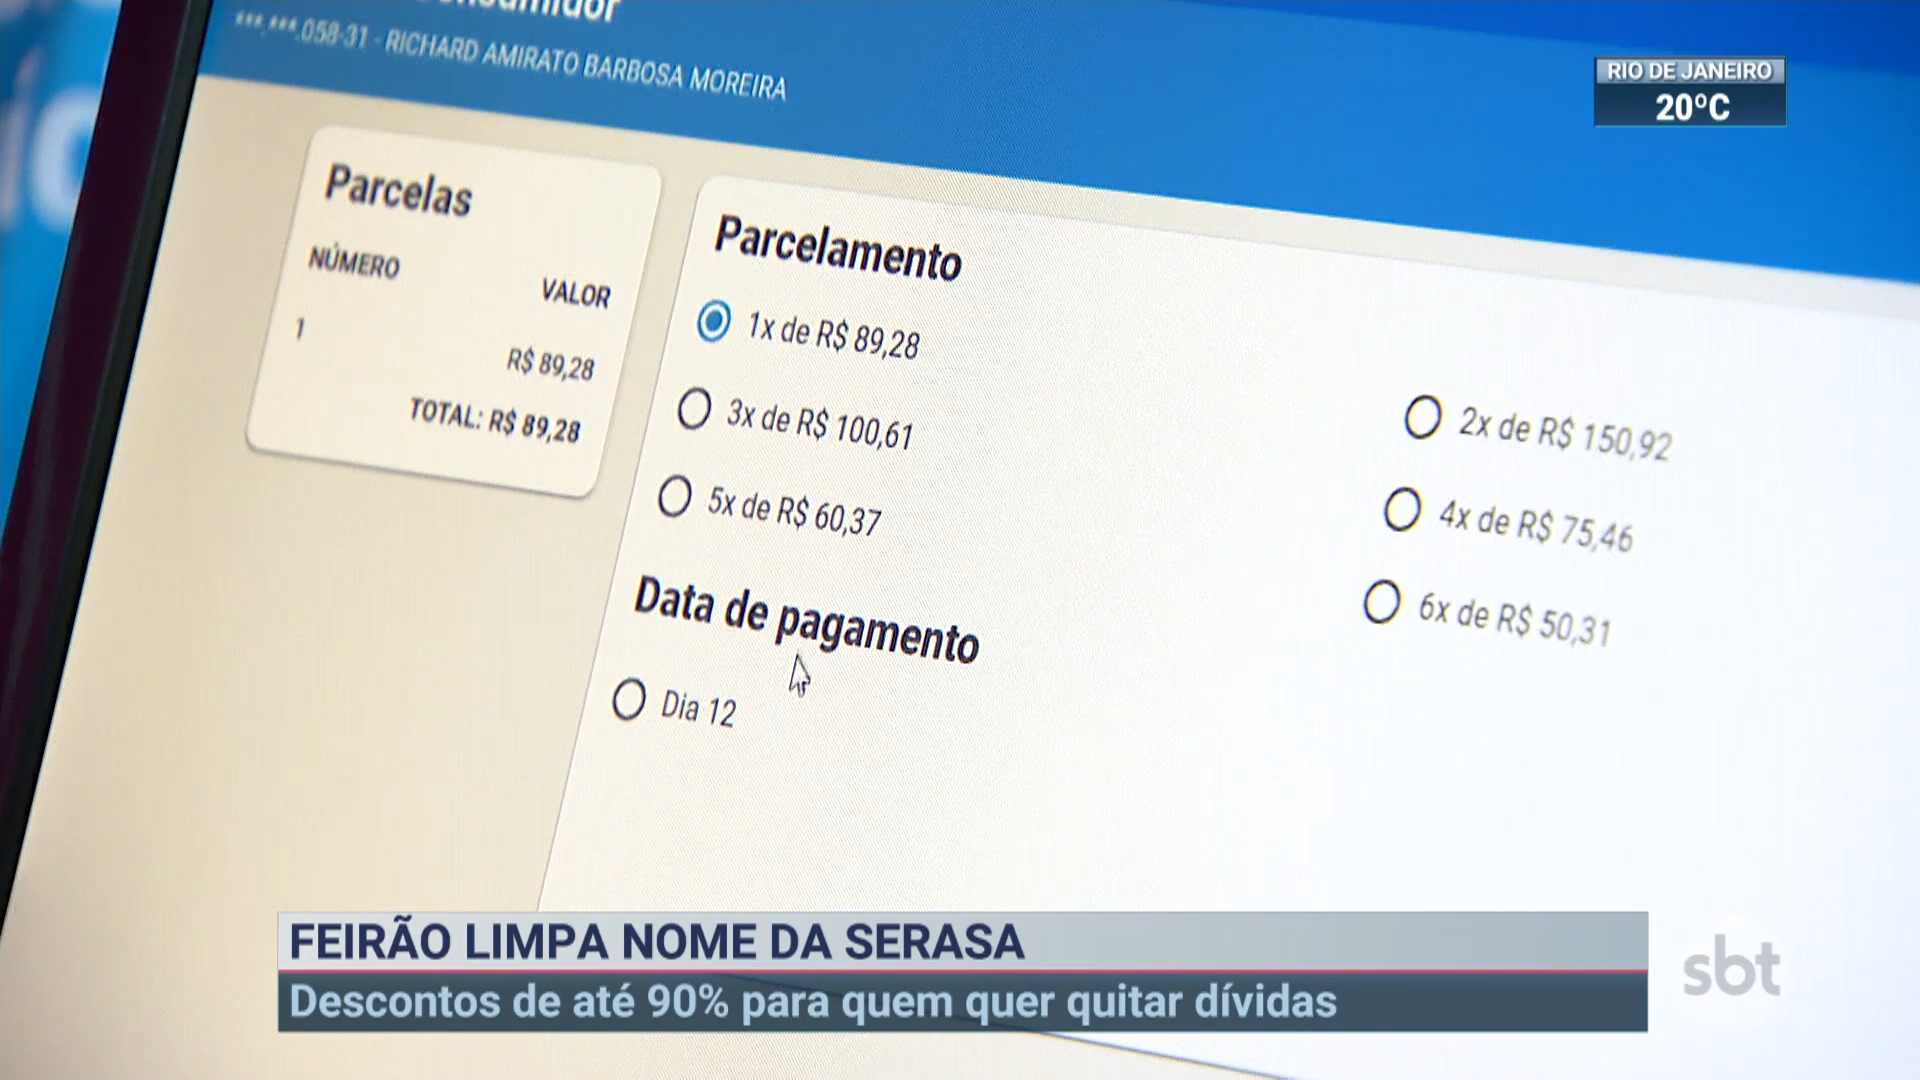 ***.***.058-31 - RICHARD AMIRATO BARBOSA MOREIRA
RIO DE JANEIRO
20ºC
Parcelas
NÚMERO VALOR
1 R$ 89,28
TOTAL: R$ 89,28
Parcelamento
1x de R$ 89,28
3x de R$ 100,61
2x de R$ 150,92
5x de R$ 60,37
4x de R$ 75,46
6x de R$ 50,31
Data de pagamento
Dia 12
FEIRÃO LIMPA NOME DA SERASA
Descontos de até 90% para quem quer quitar dívidas
sbt